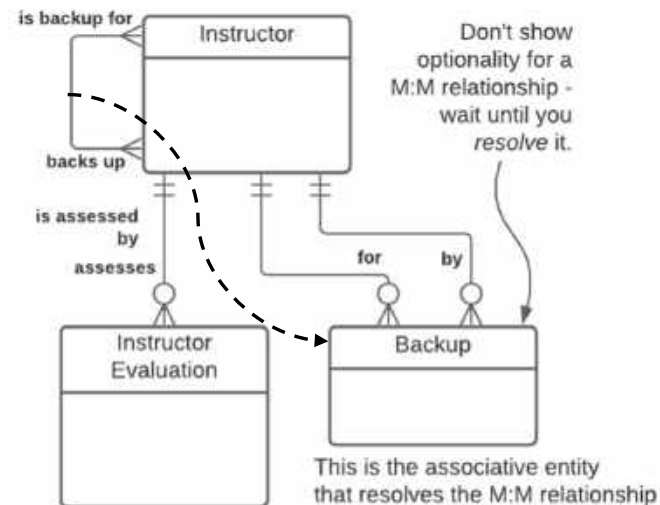 is backup for
Instructor
Don't show
optionality for a
M:M relationship -
wait until you
resolve it.
backs up
is assessed
by
assesses
for
by
Instructor
Evaluation
Backup
This is the associative entity
that resolves the M:M relationship